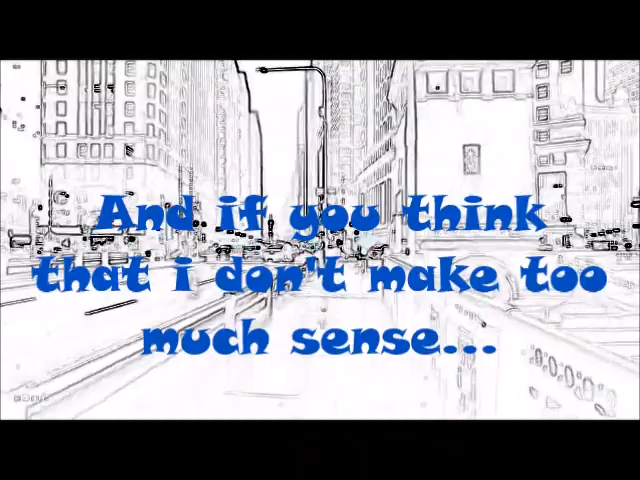 And if you think
that i don't make too
much sense...